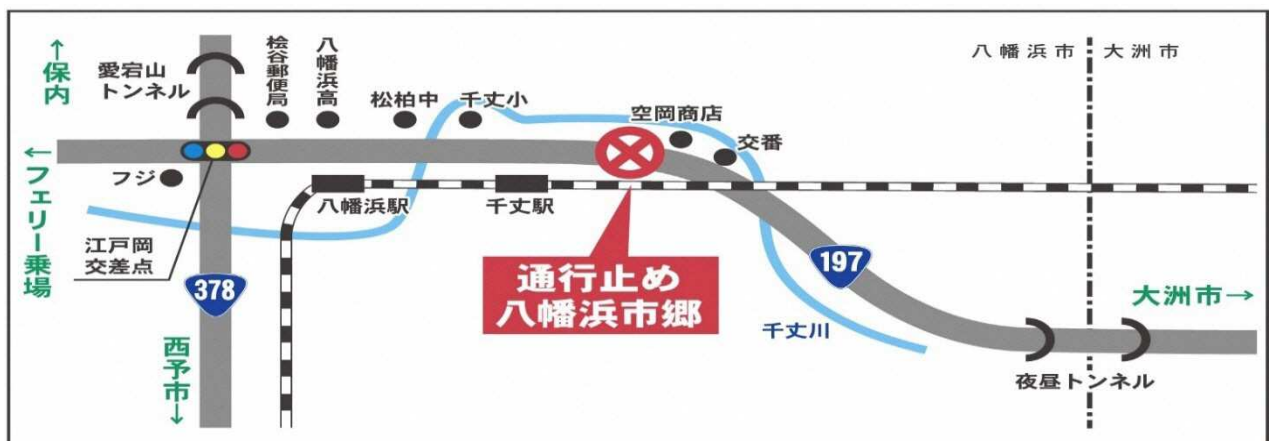 ↑保内
愛宕山
トンネル
桧谷郵便局
八幡浜高
松柏中
千丈小
空岡商店
交番
八幡浜市
大洲市
←フェリー乗場
フジ
八幡浜駅
千丈駅
江戸岡
交差点
378
通行止め
八幡浜市郷
197
大洲市→
千丈川
西予市→
夜昼トンネル